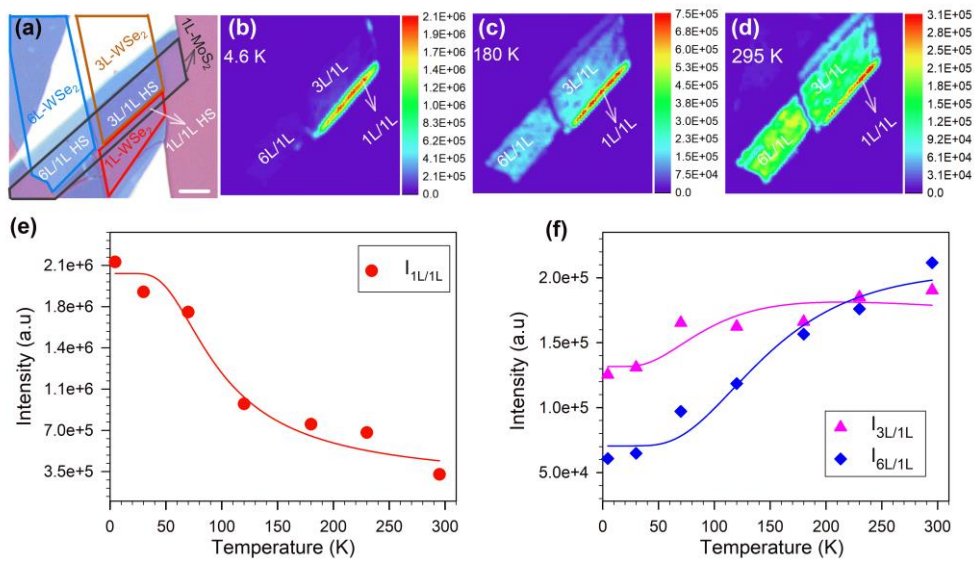 (a)
6L-WSe₂
3L-WSe₂
1L-MoS₂
3L/1L HS
6L/1L HS
1L-WSe₂
1L/1L HS
(b)
4.6 K
3L/1L
6L/1L
1L/1L
2.1E+06
1.9E+06
1.7E+06
1.5E+06
1.3E+06
1.1E+06
8.6E+05
6.4E+05
4.3E+05
2.1E+05
0.0
(c)
180 K
3L/1L
6L/1L
1L/1L
7.5E+05
6.8E+05
6.0E+05
5.3E+05
4.5E+05
3.8E+05
3.0E+05
2.3E+05
1.5E+05
7.5E+04
0.0
(d)
295 K
3L/1L
6L/1L
1L/1L
3.1E+05
2.8E+05
2.5E+05
2.2E+05
1.9E+05
1.6E+05
1.2E+05
9.3E+04
6.2E+04
3.1E+04
0.0
(e)
I1L/1L
2.1e+6
1.8e+6
1.4e+6
1.1e+6
7.0e+5
3.5e+5
Intensity (a.u)
0 50 100 150 200 250 300
Temperature (K)
(f)
2.0e+5
1.5e+5
1.0e+5
5.0e+4
Intensity (a.u)
I3L/1L
I6L/1L
0 50 100 150 200 250 300
Temperature (K)